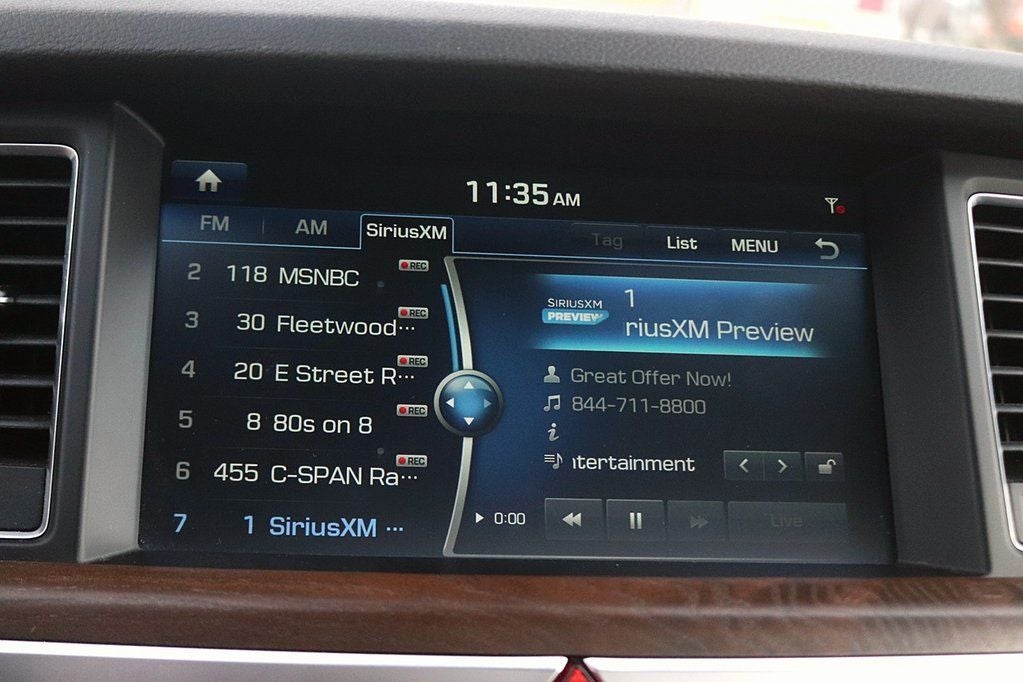 11:35 AM
FM AM SiriusXM Tag List MENU
2 118 MSNBC REC
3 30 Fleetwood··· REC
4 20 E Street R··· REC
5 8 80s on 8 REC
6 455 C-SPAN Ra··· REC
7 1 SiriusXM ···
SIRIUSXM
PREVIEW
1
riusXM Preview
Great Offer Now!
844-711-8800
i
ntertainment
0:00
Live